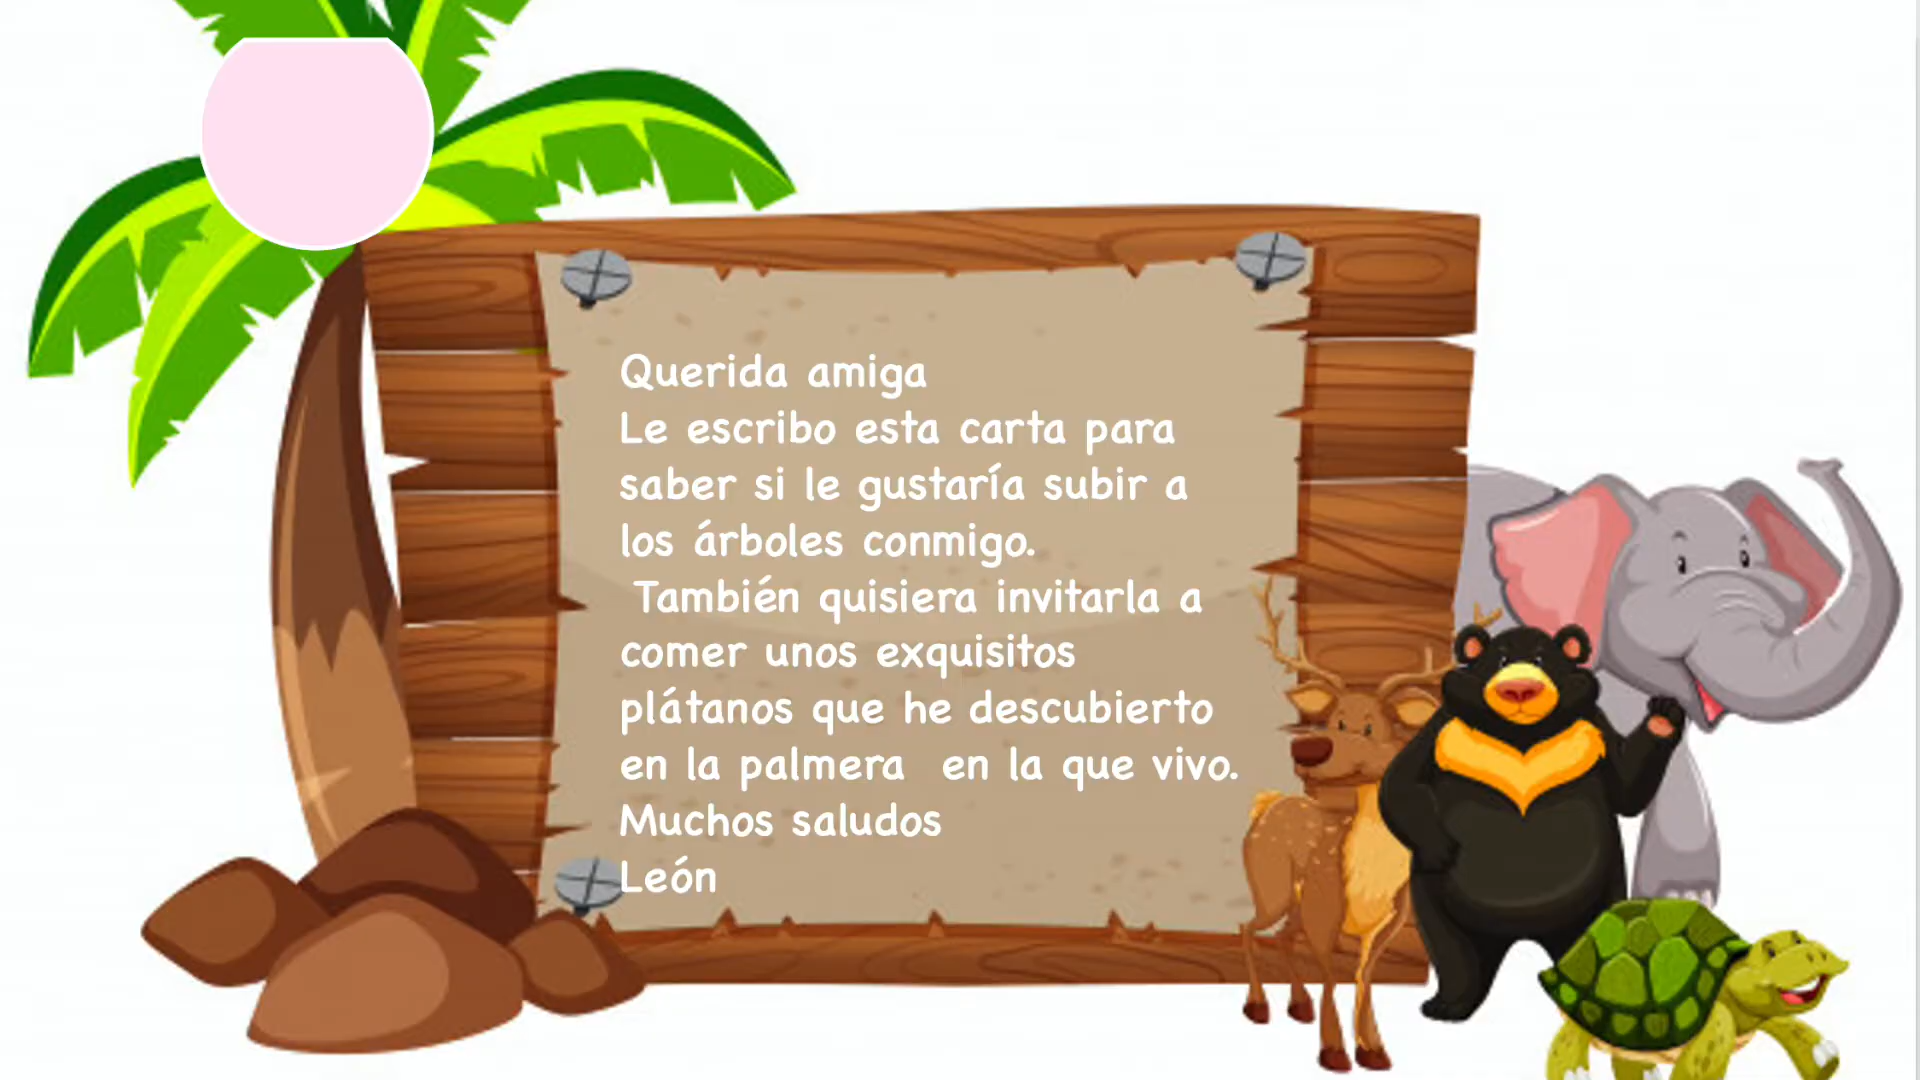 Querida amiga
Le escribo esta carta para
saber si le gustaría subir a
los árboles conmigo.
También quisiera invitarla a
comer unos exquisitos
plátanos que he descubierto
en la palmera en la que vivo.
Muchos saludos
León